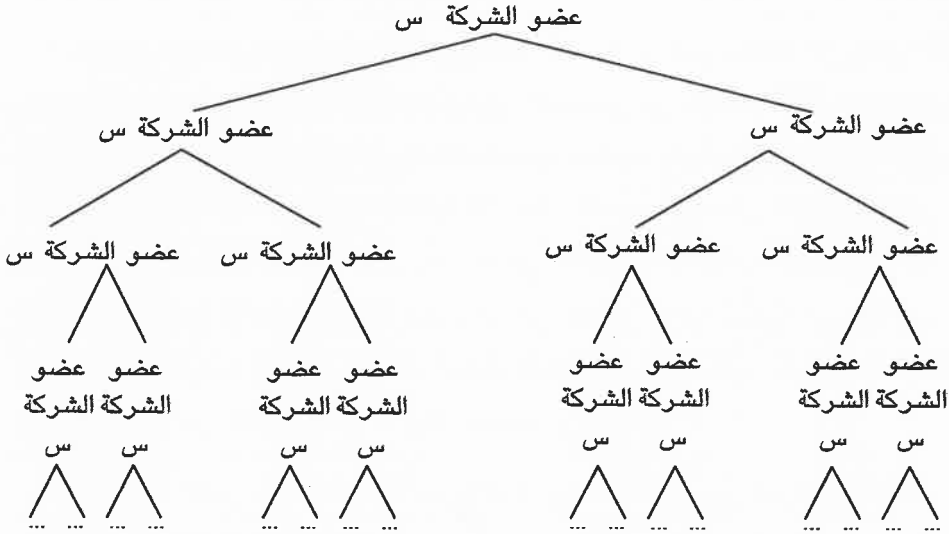 عضو الشركة س
عضو الشركة س عضو الشركة س
عضو الشركة س عضو الشركة س عضو الشركة س عضو الشركة س
عضو عضو عضو عضو عضو عضو عضو عضو
الشركة الشركة الشركة الشركة الشركة الشركة الشركة الشركة
س س س س س س س س
... ... ... ... ... ... ... ... ... ... ... ... ... ... ... ...